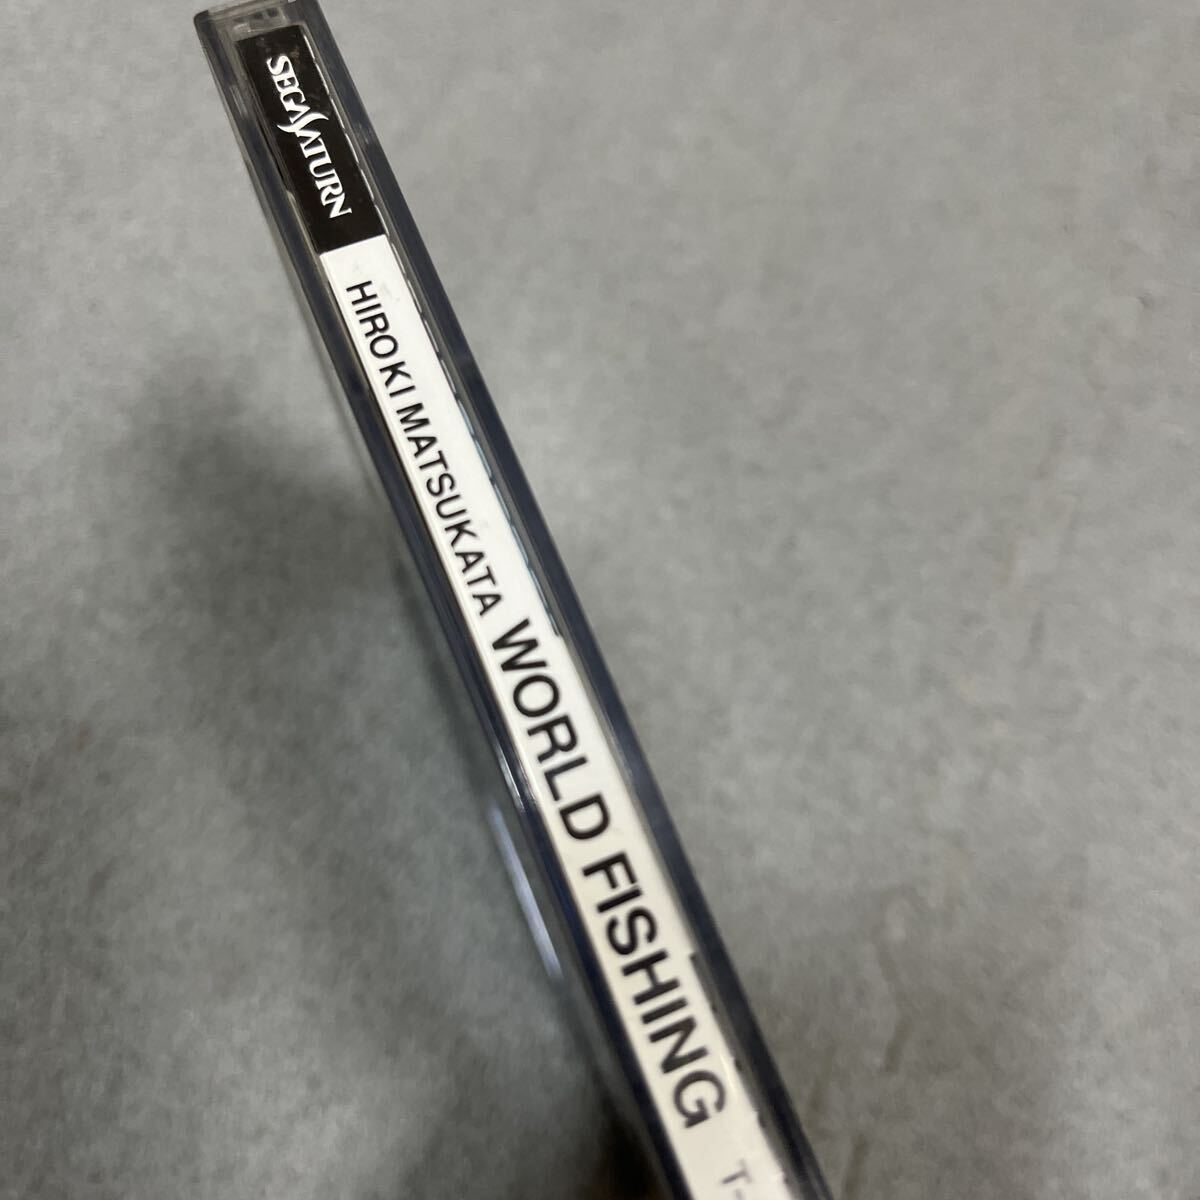 SEGA SATURN
HIROKI MATSUKATA WORLD FISHING T-